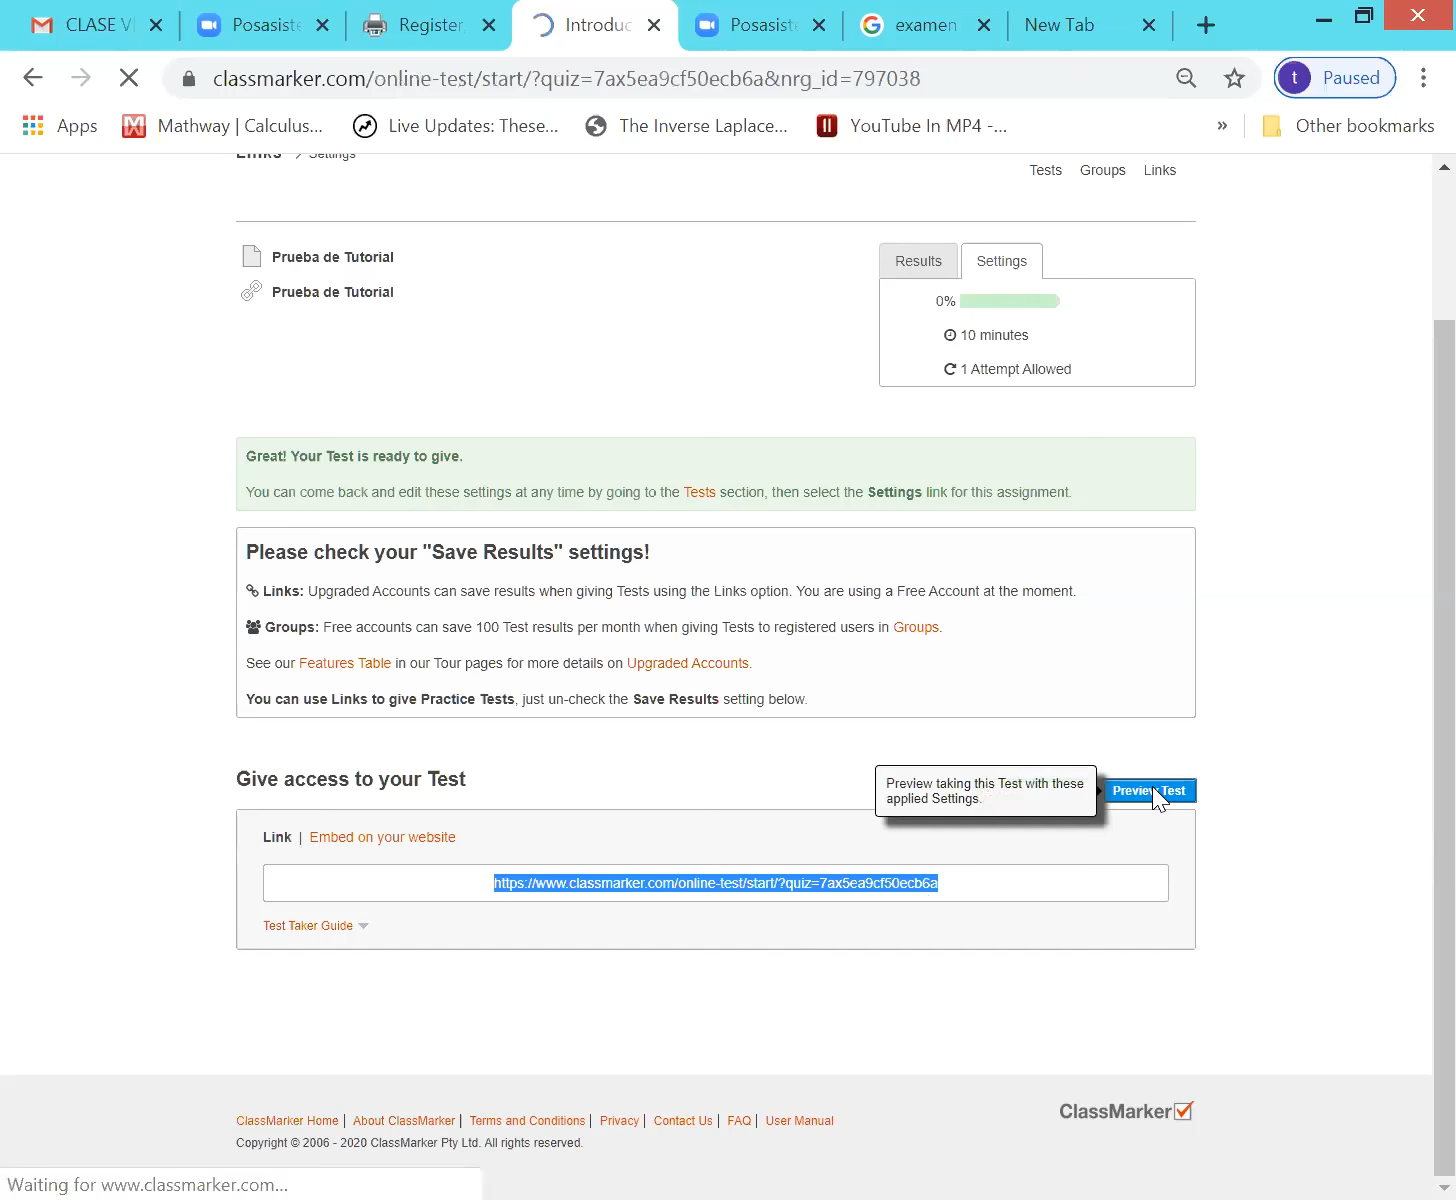 CLASE V
Posasiste
Register,
Introduc
Posasiste
examen
New Tab
classmarker.com/online-test/start/?quiz=7ax5ea9cf50ecb6a&nrg_id=797038
t Paused
Apps
Mathway | Calculus...
Live Updates: These...
The Inverse Laplace...
YouTube In MP4 -...
»
Other bookmarks
Links > Settings
Tests Groups Links
Prueba de Tutorial
Prueba de Tutorial
Results Settings
0%
10 minutes
1 Attempt Allowed
Great! Your Test is ready to give.
You can come back and edit these settings at any time by going to the Tests section, then select the Settings link for this assignment.
Please check your "Save Results" settings!
Links: Upgraded Accounts can save results when giving Tests using the Links option. You are using a Free Account at the moment.
Groups: Free accounts can save 100 Test results per month when giving Tests to registered users in Groups.
See our Features Table in our Tour pages for more details on Upgraded Accounts.
You can use Links to give Practice Tests, just un-check the Save Results setting below.
Give access to your Test
Preview taking this Test with these
applied Settings.
Preview Test
Link | Embed on your website
https://www.classmarker.com/online-test/start/?quiz=7ax5ea9cf50ecb6a
Test Taker Guide
ClassMarker Home | About ClassMarker | Terms and Conditions | Privacy | Contact Us | FAQ | User Manual
Copyright © 2006 - 2020 ClassMarker Pty Ltd. All rights reserved.
ClassMarker
Waiting for www.classmarker.com...